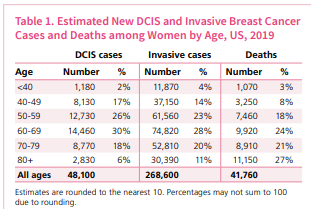 Table 1. Estimated New DCIS and Invasive Breast Cancer
Cases and Deaths among Women by Age, US, 2019
DCIS cases Invasive cases Deaths
Age Number % Number % Number %
<40 1,180 2% 11,870 4% 1,070 3%
40-49 8,130 17% 37,150 14% 3,250 8%
50-59 12,730 26% 61,560 23% 7,460 18%
60-69 14,460 30% 74,820 28% 9,920 24%
70-79 8,770 18% 52,810 20% 8,910 21%
80+ 2,830 6% 30,390 11% 11,150 27%
All ages 48,100 268,600 41,760
Estimates are rounded to the nearest 10. Percentages may not sum to 100
due to rounding.